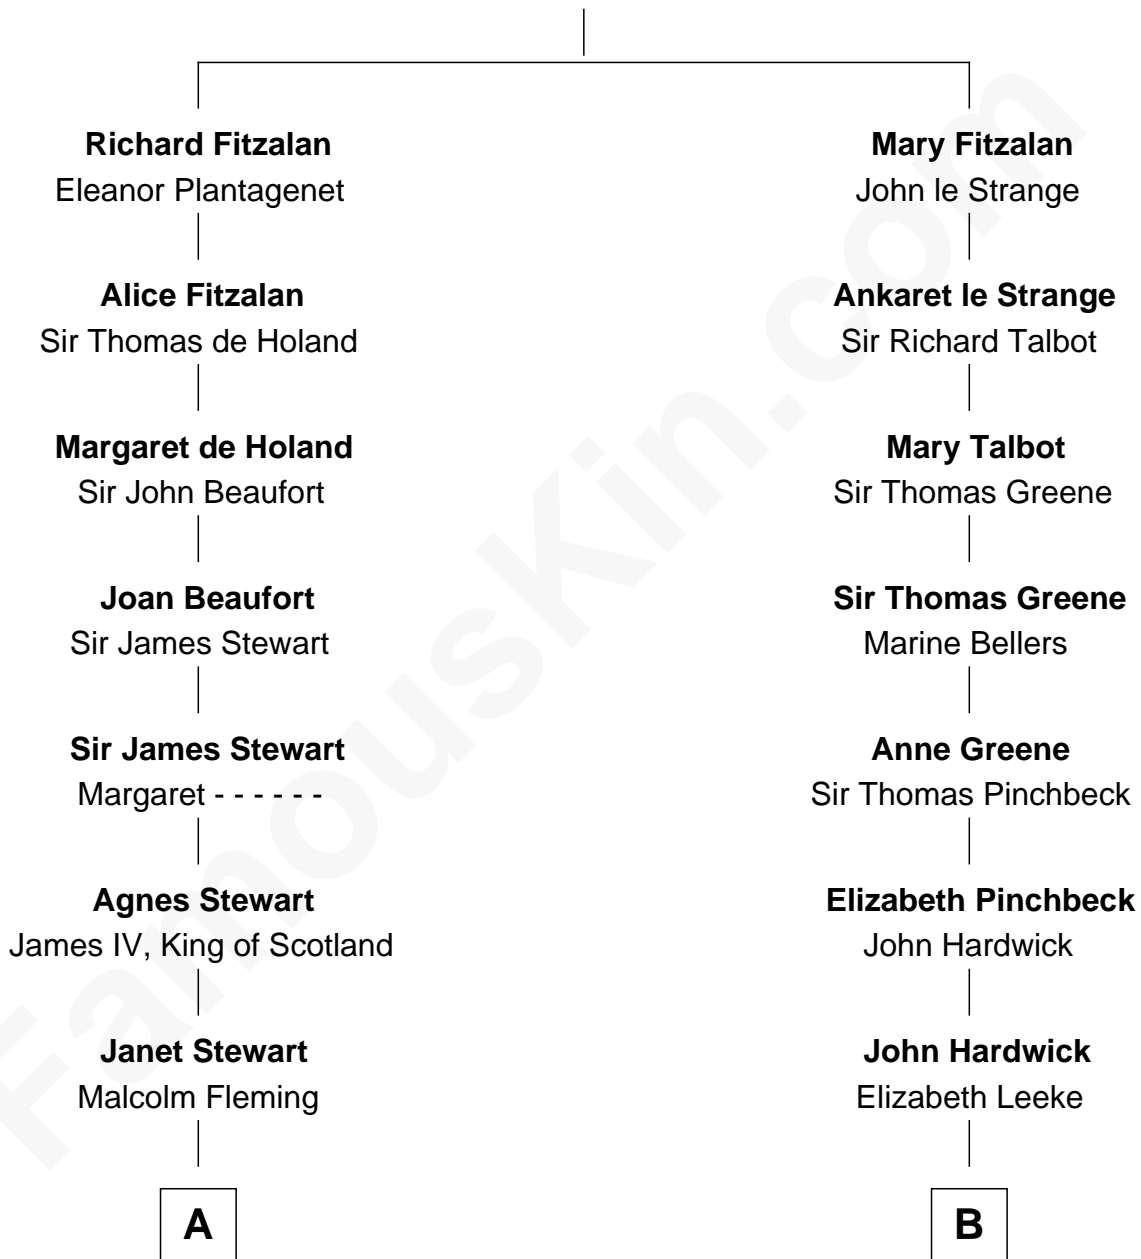 Richard Fitzalan
Eleanor Plantagenet
Alice Fitzalan
Sir Thomas de Holand
Margaret de Holand
Sir John Beaufort
Joan Beaufort
Sir James Stewart
Sir James Stewart
Margaret - - - - - -
Agnes Stewart
James IV, King of Scotland
Janet Stewart
Malcolm Fleming
A
Mary Fitzalan
John le Strange
Ankaret le Strange
Sir Richard Talbot
Mary Talbot
Sir Thomas Greene
Sir Thomas Greene
Marine Bellers
Anne Greene
Sir Thomas Pinchbeck
Elizabeth Pinchbeck
John Hardwick
John Hardwick
Elizabeth Leeke
B
FamousKin.com